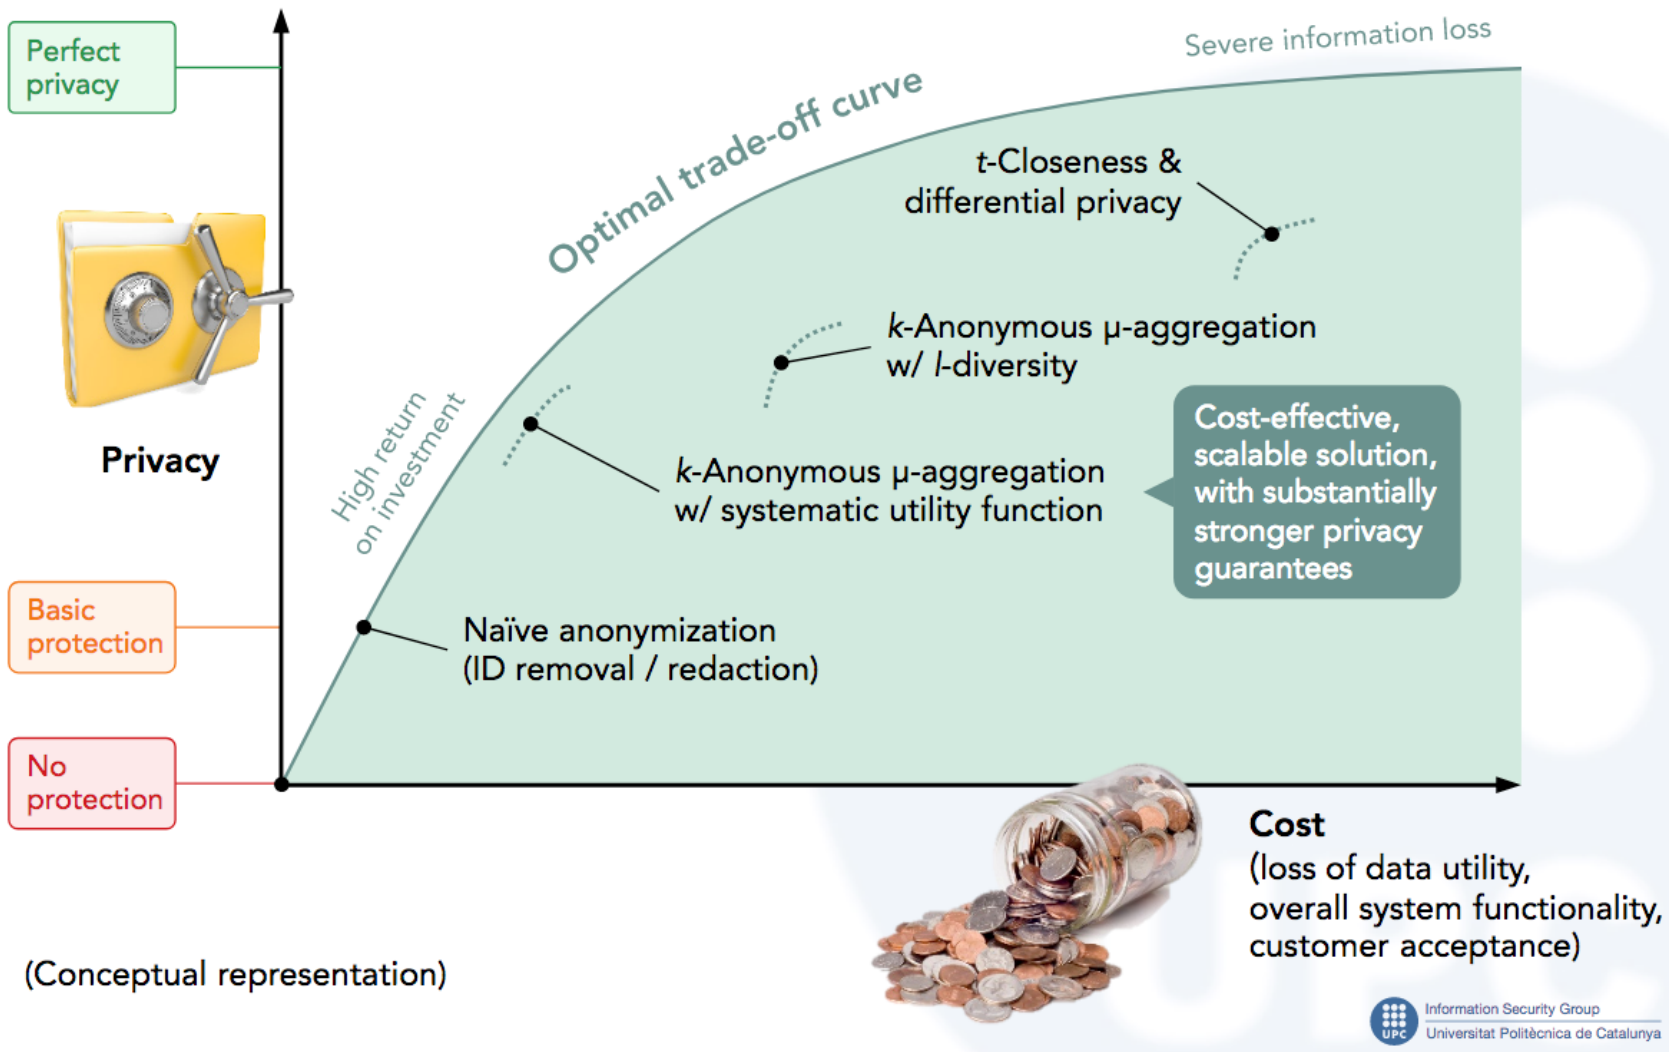 Perfect
privacy
Severe information loss
Optimal trade-off curve
t-Closeness &
differential privacy
k-Anonymous μ-aggregation
w/ l-diversity
High return
on investment
Privacy
k-Anonymous μ-aggregation
w/ systematic utility function
Cost-effective,
scalable solution,
with substantially
stronger privacy
guarantees
Basic
protection
Naïve anonymization
(ID removal / redaction)
No
protection
Cost
(loss of data utility,
overall system functionality,
customer acceptance)
(Conceptual representation)
UPC
Information Security Group
Universitat Politècnica de Catalunya
UPC